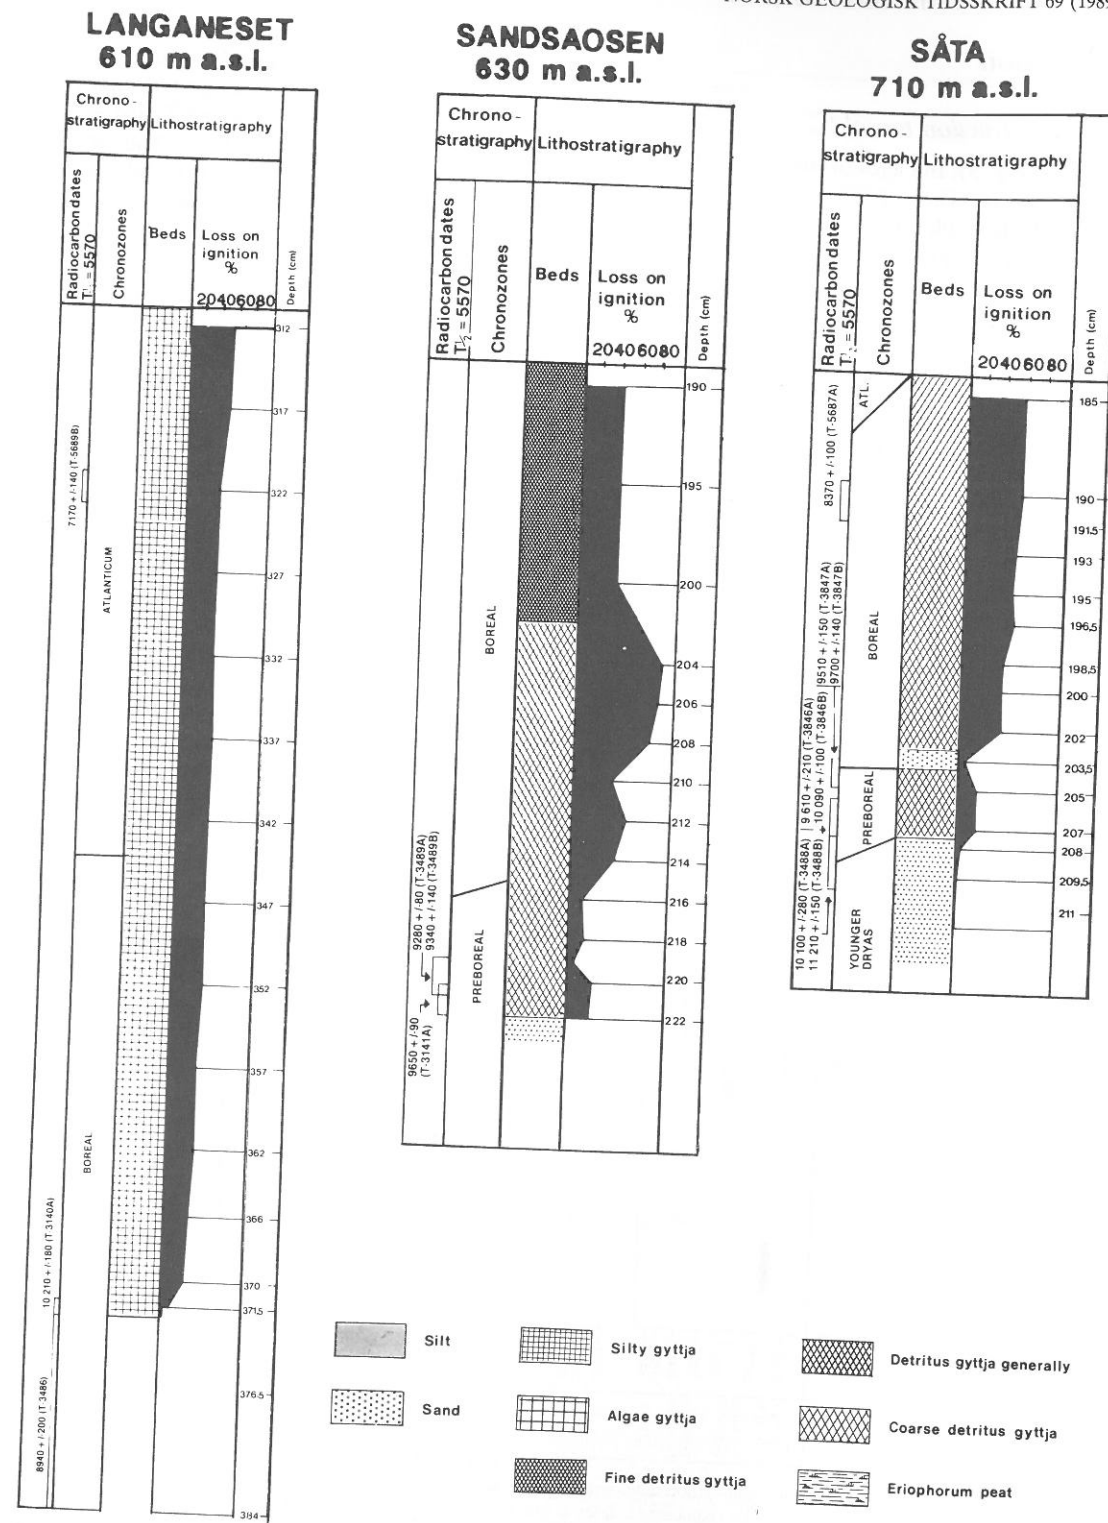 NORSK GEOLOGISK TIDSSKRIFT 69 (1989
LANGANESET
610 m a.s.l.
Chrono-
stratigraphy
Lithostratigraphy
Radiocarbon dates
= 5570
Chronozones
Beds
Loss on
ignition
%
20406080
Depth (cm)
312
317
322
327
332
337
342
347
352
357
362
366
370
371.5
376.5
384
7170 + /-140 (T-5689B)
ATLANTICUM
BOREAL
10 210 + /-180 (T 3140A)
8940 + /-200 (T-3486)
SANDSAOSEN
630 m a.s.l.
Chrono-
stratigraphy
Lithostratigraphy
Radiocarbon dates
T½ = 5570
Chronozones
Beds
Loss on
ignition
%
20406080
Depth (cm)
190
195
200
204
206
208
210
212
214
216
218
220
222
BOREAL
PREBOREAL
9280 + /-80 (T-3489A)
9340 + /-140 (T-3489B)
9650 + /-90
(T-3141A)
SÅTA
710 m a.s.l.
Chrono-
stratigraphy
Lithostratigraphy
Radiocarbon dates
= 5570
Chronozones
Beds
Loss on
ignition
%
20406080
Depth (cm)
185
190
191.5
193
195
196.5
198.5
200
202
203.5
205
207
208
209.5
211
ATL.
BOREAL
PREBOREAL
YOUNGER
DRYAS
8370 + /-100 (T-5687A)
9510 + /-150 (T-3847A)
9700 + /-140 (T-3847B)
9 610 + /-210 (T-3846A)
10 090 + /-100 (T-3846B)
10 100 + /-280 (T-3488A)
11 210 + /-150 (T-3488B)
Silt
Sand
Silty gyttja
Algae gyttja
Fine detritus gyttja
Detritus gyttja generally
Coarse detritus gyttja
Eriophorum peat